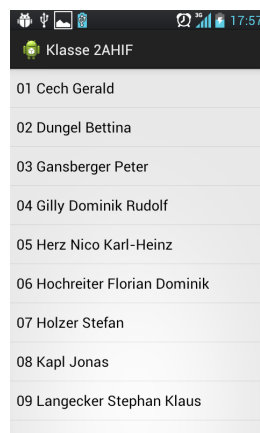 3G 17:57
Klasse 2AHIF
01 Cech Gerald
02 Dungel Bettina
03 Gansberger Peter
04 Gilly Dominik Rudolf
05 Herz Nico Karl-Heinz
06 Hochreiter Florian Dominik
07 Holzer Stefan
08 Kapl Jonas
09 Langecker Stephan Klaus